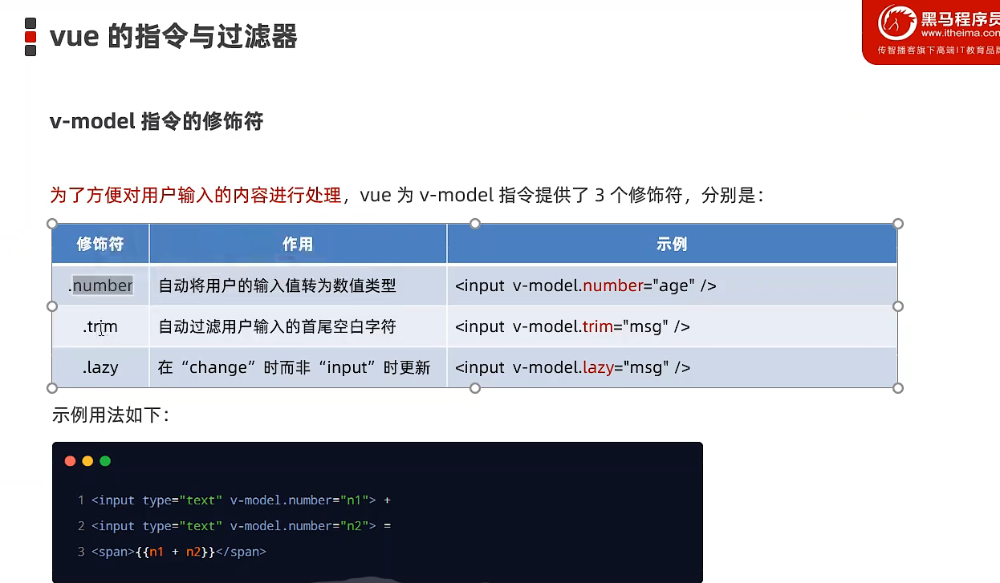 vue 的指令与过滤器
黑马程序员
www.itheima.com
传智播客旗下高端IT教育品牌
v-model 指令的修饰符
为了方便对用户输入的内容进行处理，vue 为 v-model 指令提供了 3 个修饰符，分别是：
修饰符 作用 示例
.number 自动将用户的输入值转为数值类型 <input v-model.number="age" />
.trim 自动过滤用户输入的首尾空白字符 <input v-model.trim="msg" />
.lazy 在“change”时而非“input”时更新 <input v-model.lazy="msg" />
示例用法如下：
1 <input type="text" v-model.number="n1"> +
2 <input type="text" v-model.number="n2"> =
3 <span>{{n1 + n2}}</span>